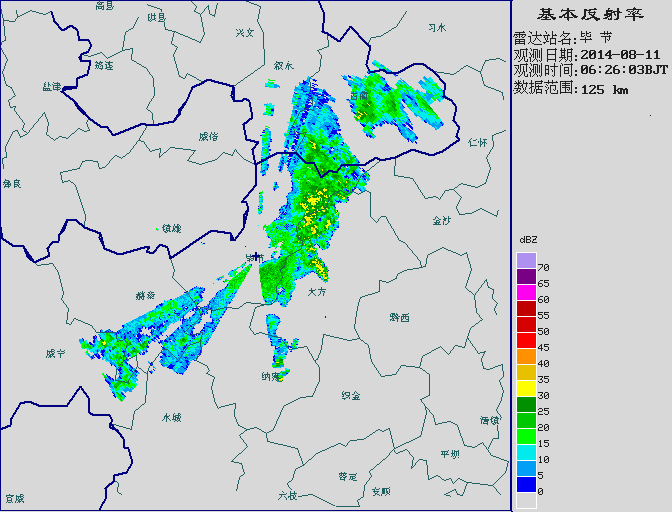 基本反射率
雷达站名:毕 节
观测日期:2014-08-11
观测时间:06:26:03BJT
数据范围:125 km
dBZ
70
65
60
55
50
45
40
35
30
25
20
15
10
5
0
高县
珙县
兴文
习水
筠连
叙永
盐津
威信
仁怀
彝良
镇雄
金沙
毕节
赫章
大方
黔西
威宁
纳雍
织金
水城
平坝
普定
安顺
六枝
宣威